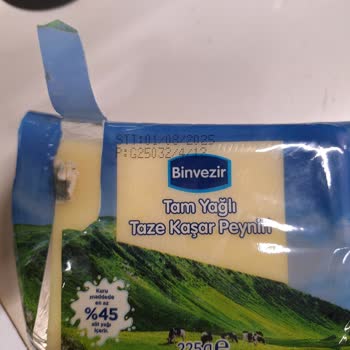 STT:01/08/2025
P:G25032/4/12
Binvezir
Tam Yağlı
Taze Kaşar Peyniri
Kuru
maddede
en az
%45
süt yağı
içerir.
225g e